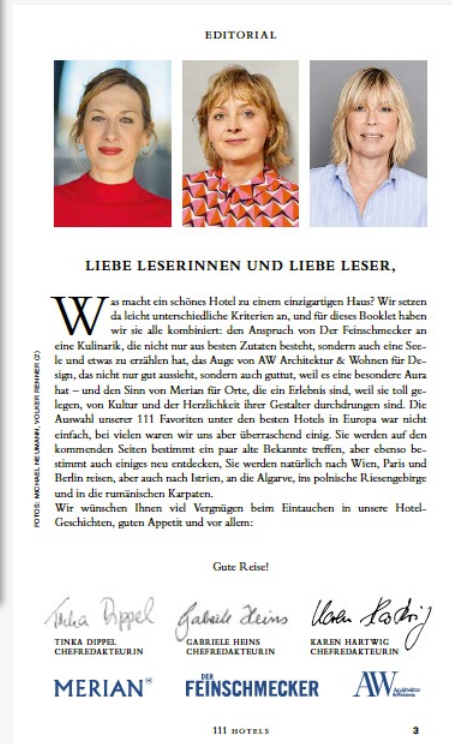 EDITORIAL
LIEBE LESERINNEN UND LIEBE LESER,
Was macht ein schönes Hotel zu einem einzigartigen Haus? Wir setzen
da leicht unterschiedliche Kriterien an, und für dieses Booklet haben
wir sie alle kombiniert: den Anspruch von Der Feinschmecker an
eine Kulinarik, die nicht nur aus besten Zutaten besteht, sondern auch eine See-
le und etwas zu erzählen hat, das Auge von AW Architektur & Wohnen für De-
sign, das nicht nur gut aussieht, sondern auch guttut, weil es eine besondere Aura
hat – und den Sinn von Merian für Orte, die ein Erlebnis sind, weil sie toll ge-
legen, von Kultur und der Herzlichkeit ihrer Gestalter durchdrungen sind. Die
Auswahl unserer 111 Favoriten unter den besten Hotels in Europa war nicht
einfach, bei vielen waren wir uns aber überraschend einig. Sie werden auf den
kommenden Seiten bestimmt ein paar alte Bekannte treffen, aber ebenso be-
stimmt auch einiges neu entdecken, Sie werden natürlich nach Wien, Paris und
Berlin reisen, aber auch nach Istrien, an die Algarve, ins polnische Riesengebirge
und in die rumänischen Karpaten.
Wir wünschen Ihnen viel Vergnügen beim Eintauchen in unsere Hotel-
Geschichten, guten Appetit und vor allem:
Gute Reise!
FOTOS: MICHAEL NEUMANN, VOLKER RENNER (2)
Tinka Dippel
Gabriele Heins
Karen Hartwig
TINKA DIPPEL
CHEFREDAKTEURIN
GABRIELE HEINS
CHEFREDAKTEURIN
KAREN HARTWIG
CHEFREDAKTEURIN
MERIAN
DER
FEINSCHMECKER
AW Architektur
& Wohnen
111 HOTELS
3